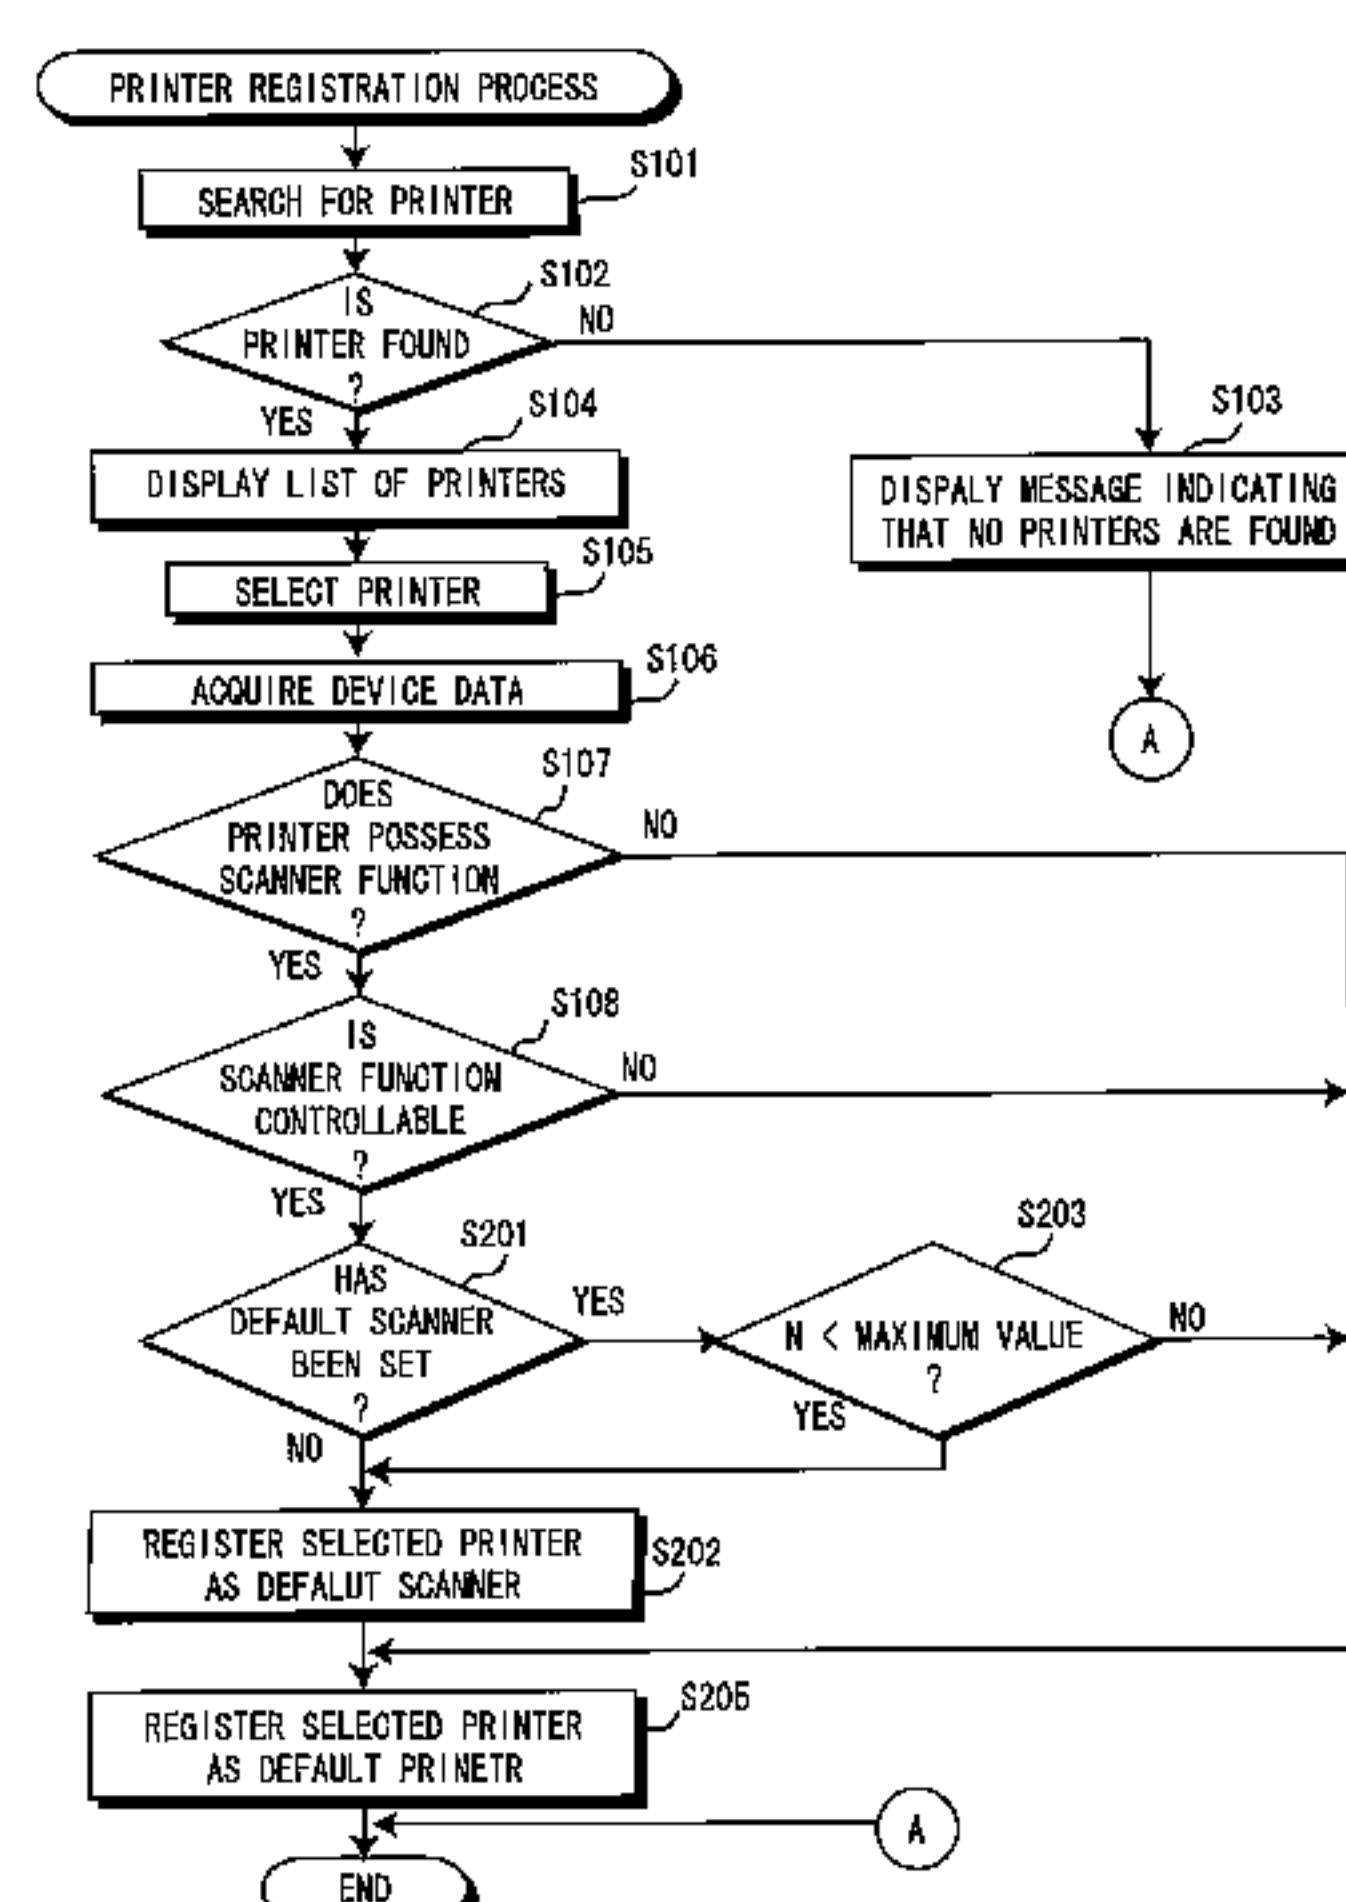 PRINTER REGISTRATION PROCESS
S101
SEARCH FOR PRINTER
S102
IS
PRINTER FOUND
?
NO
YES
S103
DISPALY MESSAGE INDICATING
THAT NO PRINTERS ARE FOUND
A
S104
DISPLAY LIST OF PRINTERS
S105
SELECT PRINTER
S106
ACQUIRE DEVICE DATA
S107
DOES
PRINTER POSSESS
SCANNER FUNCTION
?
NO
YES
S108
IS
SCANNER FUNCTION
CONTROLLABLE
?
NO
YES
S201
HAS
DEFAULT SCANNER
BEEN SET
?
YES
NO
S203
N < MAXIMUM VALUE
?
NO
YES
REGISTER SELECTED PRINTER
AS DEFALUT SCANNER
S202
S205
REGISTER SELECTED PRINTER
AS DEFAULT PRINETR
A
END